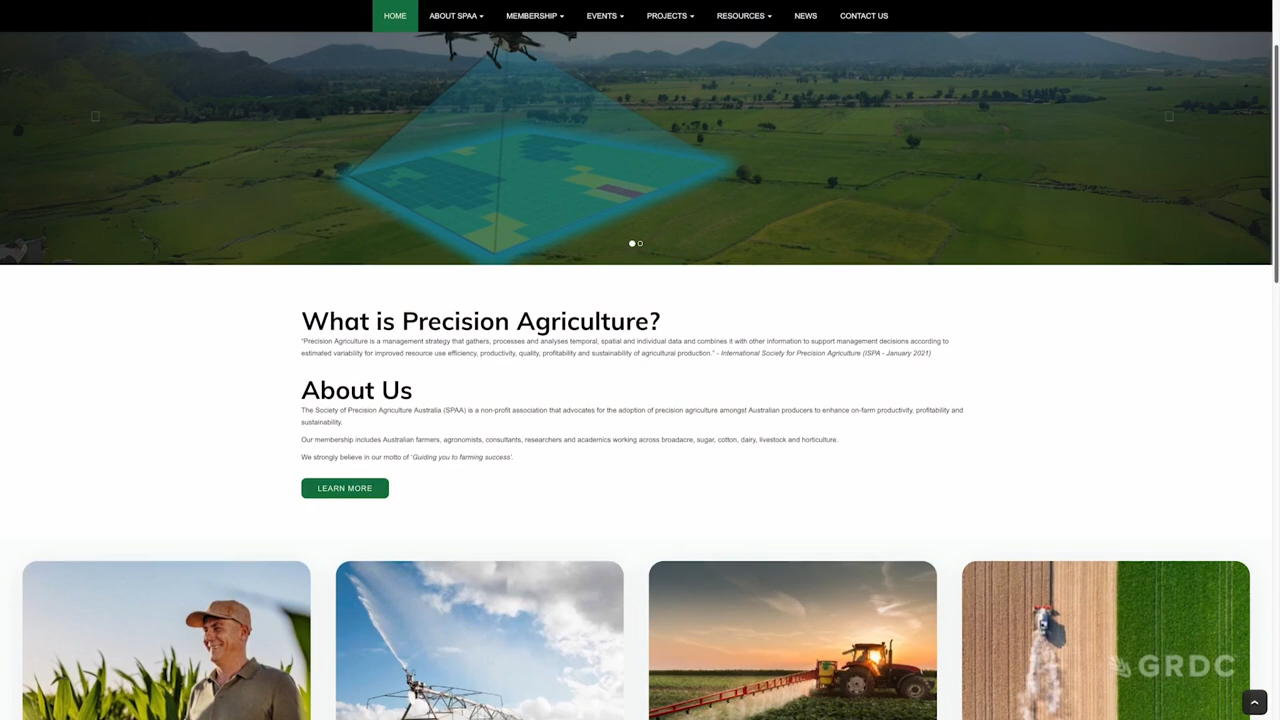 HOME ABOUT SPAA MEMBERSHIP EVENTS PROJECTS RESOURCES NEWS CONTACT US
What is Precision Agriculture?
"Precision Agriculture is a management strategy that gathers, processes and analyses temporal, spatial and individual data and combines it with other information to support management decisions according to
estimated variability for improved resource use efficiency, productivity, quality, profitability and sustainability of agricultural production." - International Society for Precision Agriculture (ISPA - January 2021)
About Us
The Society of Precision Agriculture Australia (SPAA) is a non-profit association that advocates for the adoption of precision agriculture amongst Australian producers to enhance on-farm productivity, profitability and
sustainability.
Our membership includes Australian farmers, agronomists, consultants, researchers and academics working across broadacre, sugar, cotton, dairy, livestock and horticulture.
We strongly believe in our motto of 'Guiding you to farming success'.
LEARN MORE
GRDC